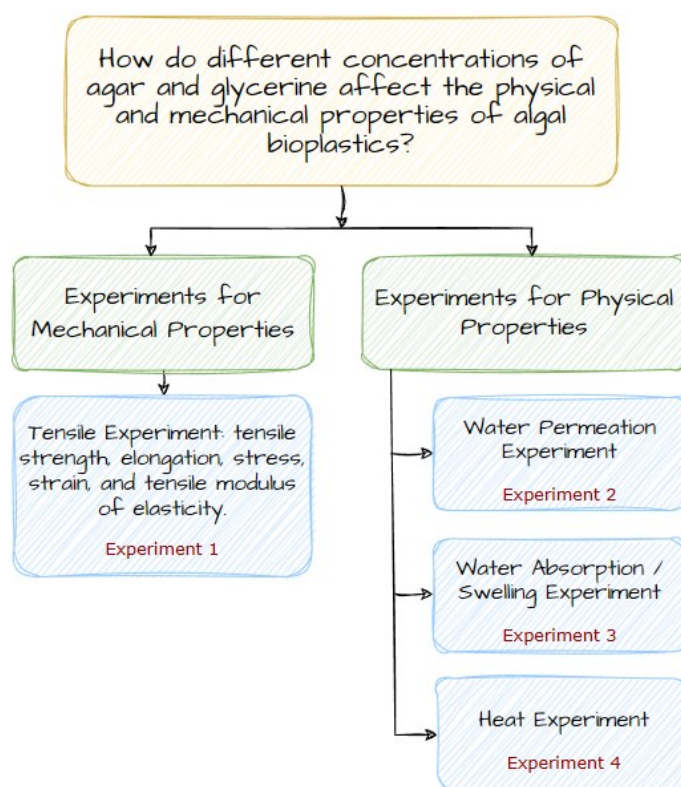 How do different concentrations of
agar and glycerine affect the physical
and mechanical properties of algal
bioplastics?
Experiments for
Mechanical Properties
Experiments for Physical
Properties
Tensile Experiment: tensile
strength, elongation, stress,
strain, and tensile modulus
of elasticity.
Experiment 1
Water Permeation
Experiment
Experiment 2
Water Absorption /
Swelling Experiment
Experiment 3
Heat Experiment
Experiment 4